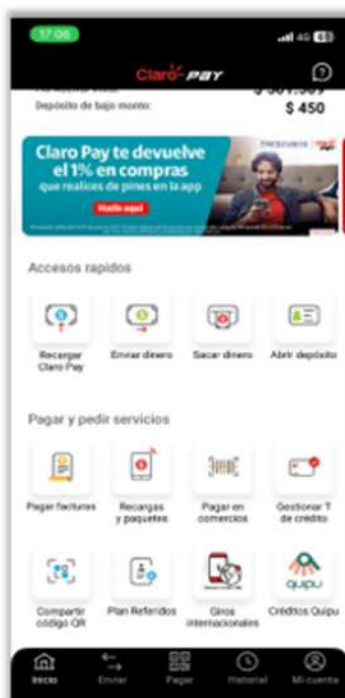 17:06
4G
Claro- pay
Depósito de bajo monto:
$ 450
Claro Pay te devuelve
el 1% en compras
que realices de pines en la app
Hazlo aquí
Accesos rapidos
Recargar
Claro Pay
Enviar dinero
Sacar dinero
Abrir depósito
Pagar y pedir servicios
Pagar facturas
Recargas
y paquetes
Pagar en
comercios
Gestionar T
de crédito
quipu
Compartir
código QR
Plan Referidos
Giros
internacionales
Créditos Quipu
Inicio
Enviar
Pagar
Historial
Mi cuenta